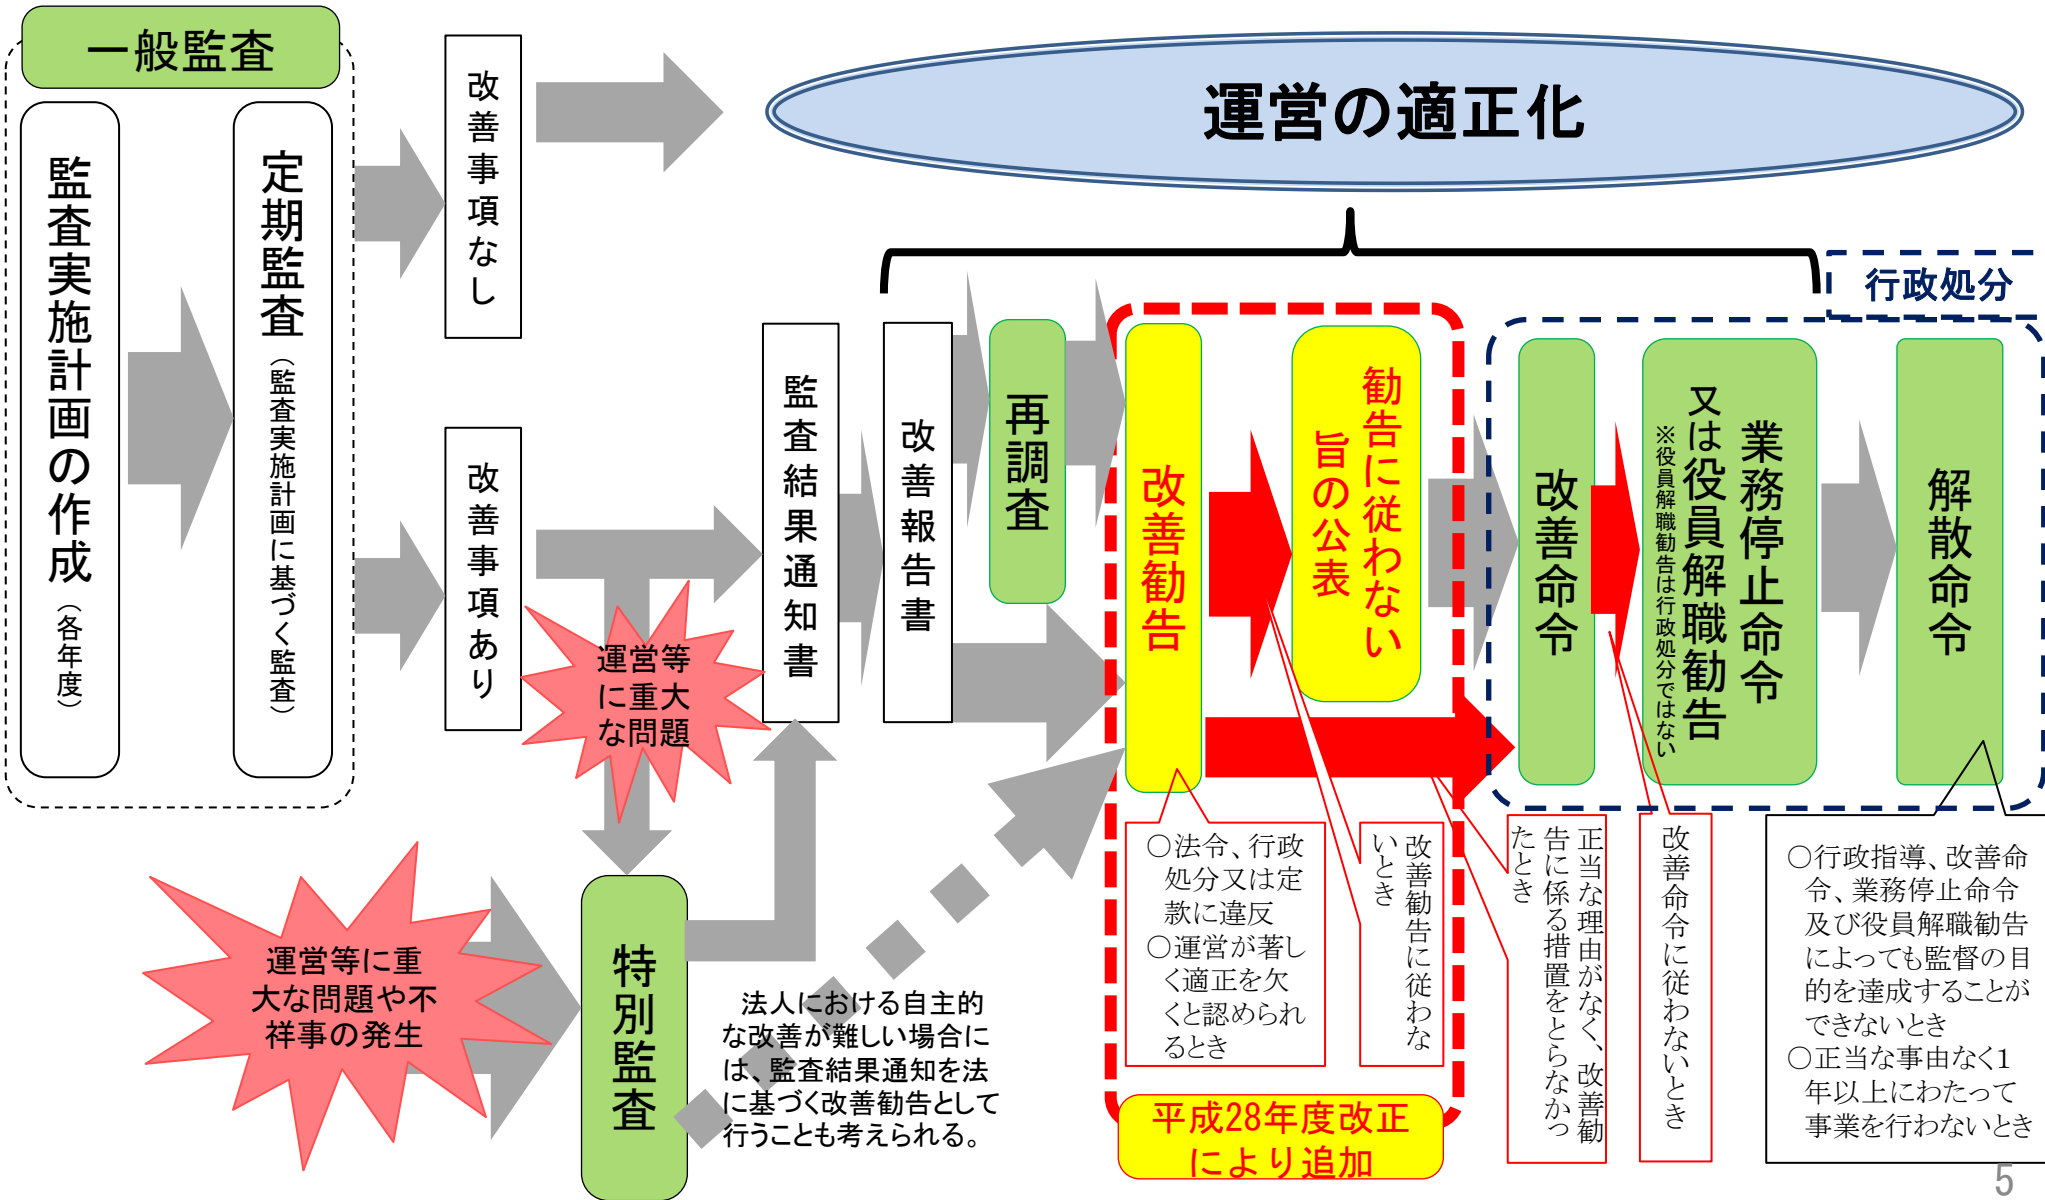 一般監査
監査実施計画の作成（各年度）
定期監査（監査実施計画に基づく監査）
改善事項なし
運営の適正化
改善事項あり
運営等
に重大
な問題
監査結果通知書
改善報告書
再調査
改善勧告
勧告に従わない
旨の公表
行政処分
改善命令
業務停止命令
又は役員解職勧告
※役員解職勧告は行政処分ではない
解散命令
運営等に重
大な問題や不
祥事の発生
特別監査
法人における自主的
な改善が難しい場合に
は、監査結果通知を法
に基づく改善勧告として
行うことも考えられる。
○法令、行政
処分又は定
款に違反
○運営が著し
く適正を欠
くと認められ
るとき
改善勧告に従わな
いとき
正当な理由がなく、改善勧
告に係る措置をとらなかっ
たとき
改善命令に従わないとき
○行政指導、改善命
令、業務停止命令
及び役員解職勧告
によっても監督の目
的を達成することが
できないとき
○正当な事由なく1
年以上にわたって
事業を行わないとき
平成28年度改正
により追加
5